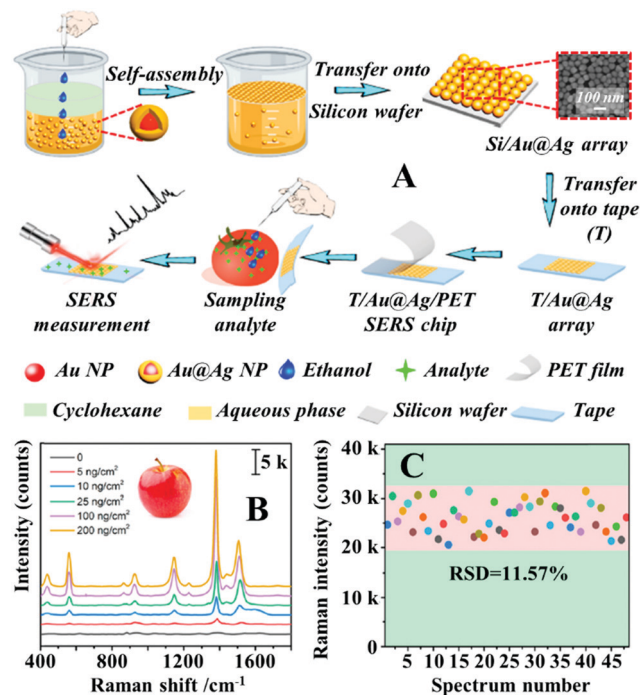 Self-assembly
Transfer onto
Silicon wafer
100 nm
Si/Au@Ag array
A
Transfer
onto tape
(T)
SERS
measurement
Sampling
analyte
T/Au@Ag/PET
SERS chip
T/Au@Ag
array
Au NP
Au@Ag NP
Ethanol
Analyte
PET film
Cyclohexane
Aqueous phase
Silicon wafer
Tape
B
5 k
0
5 ng/cm²
10 ng/cm²
25 ng/cm²
100 ng/cm²
200 ng/cm²
Intensity (counts)
400 800 1200 1600
Raman shift /cm⁻¹
C
Raman intensity (counts)
40 k
30 k
20 k
10 k
0
RSD=11.57%
5 10 15 20 25 30 35 40 45
Spectrum number